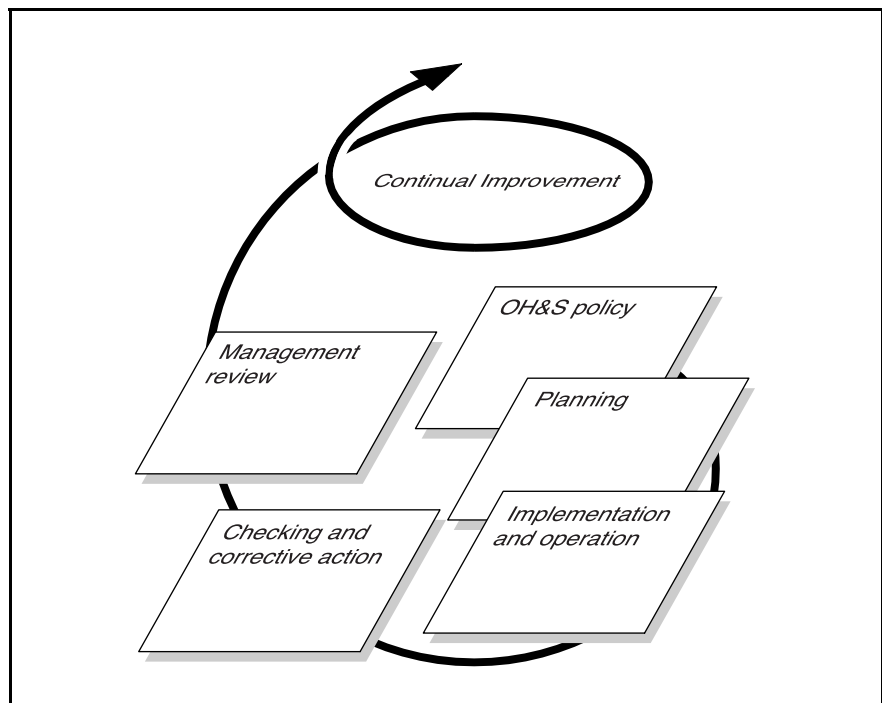 Continual Improvement
OH&S policy
Management
review
Planning
Implementation
and operation
Checking and
corrective action